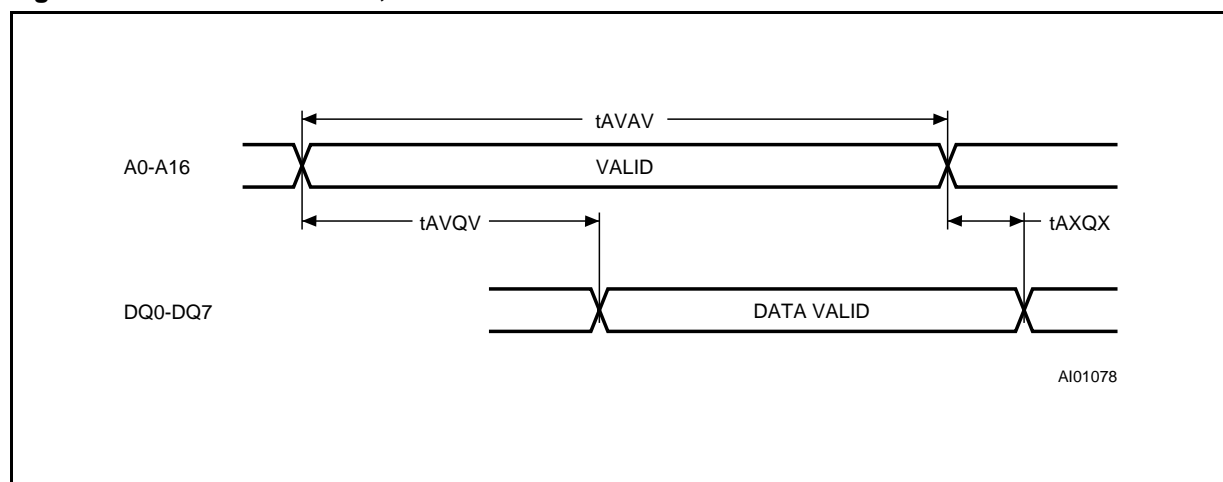 tAVAV
A0-A16
VALID
tAVQV
tAXQX
DQ0-DQ7
DATA VALID
AI01078